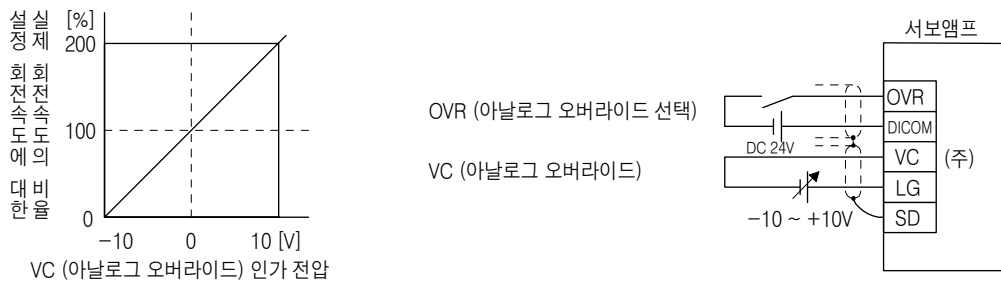 설정 회전속도에 대한
실제 회전속도의 비율
[%]
200
100
0
−10 0 10 [V]
VC (아날로그 오버라이드) 인가 전압
서보앰프
OVR (아날로그 오버라이드 선택)
OVR
DICOM
DC 24V
VC (아날로그 오버라이드)
VC
(주)
LG
−10 ~ +10V
SD